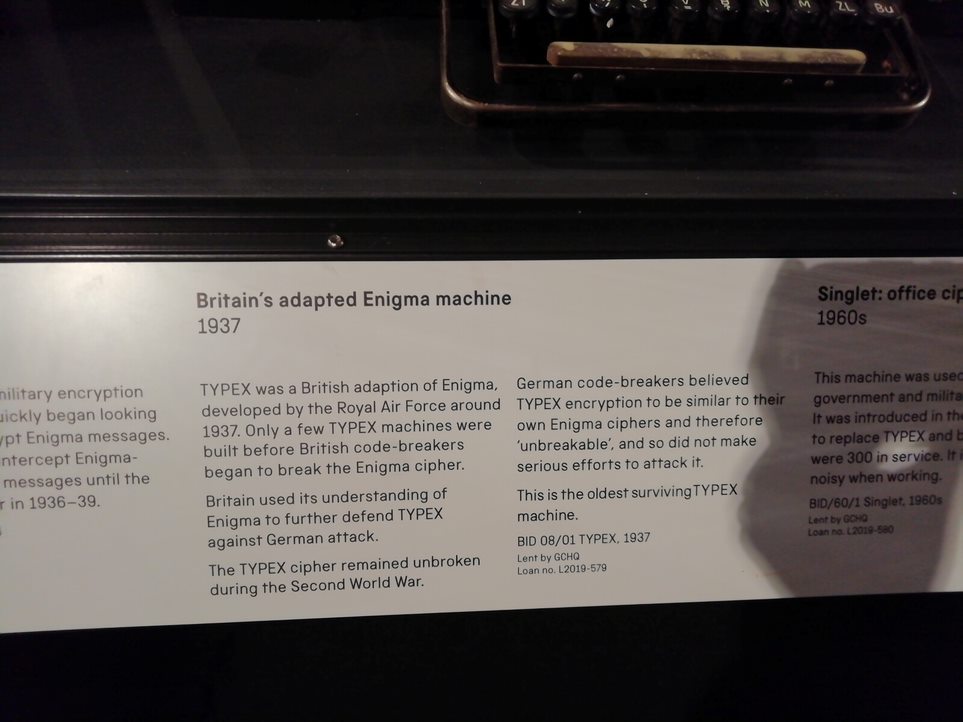 N M ZL Bu
Britain's adapted Enigma machine
1937
military encryption
quickly began looking
Enigma messages.
intercept Enigma-
messages until the
in 1936–39.
TYPEX was a British adaption of Enigma,
developed by the Royal Air Force around
1937. Only a few TYPEX machines were
built before British code-breakers
began to break the Enigma cipher.
Britain used its understanding of
Enigma to further defend TYPEX
against German attack.
The TYPEX cipher remained unbroken
during the Second World War.
German code-breakers believed
TYPEX encryption to be similar to their
own Enigma ciphers and therefore
'unbreakable', and so did not make
serious efforts to attack it.
This is the oldest surviving TYPEX
machine.
BID 08/01 TYPEX, 1937
Lent by GCHQ
Loan no. L2019-579
Singlet: office cip
1960s
This machine was used
government and milita
It was introduced in the
to replace TYPEX and b
were 300 in service. It i
noisy when working.
BID/60/1 Singlet, 1960s
Lent by GCHQ
Loan no. L2019-580